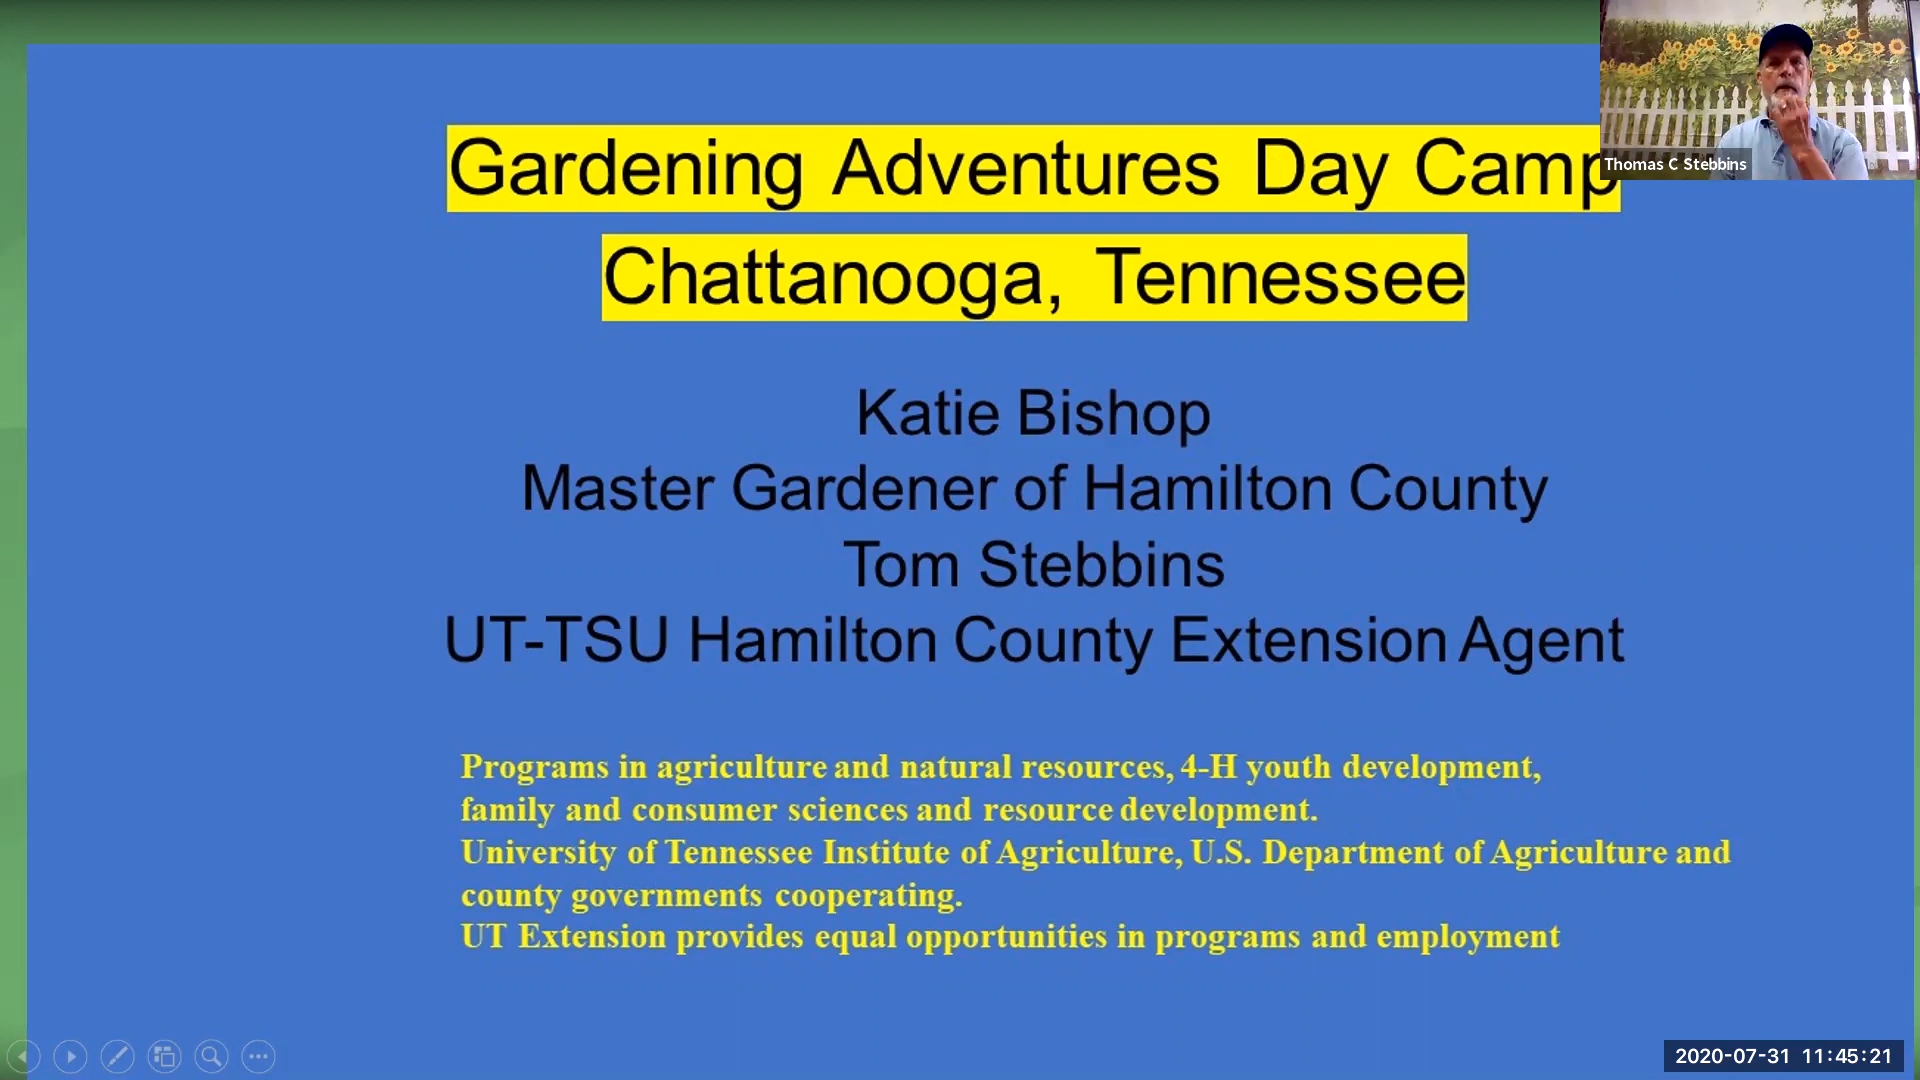 Gardening Adventures Day Camp
Chattanooga, Tennessee
Thomas C Stebbins
Katie Bishop
Master Gardener of Hamilton County
Tom Stebbins
UT-TSU Hamilton County Extension Agent
Programs in agriculture and natural resources, 4-H youth development,
family and consumer sciences and resource development.
University of Tennessee Institute of Agriculture, U.S. Department of Agriculture and
county governments cooperating.
UT Extension provides equal opportunities in programs and employment
2020-07-31 11:45:21